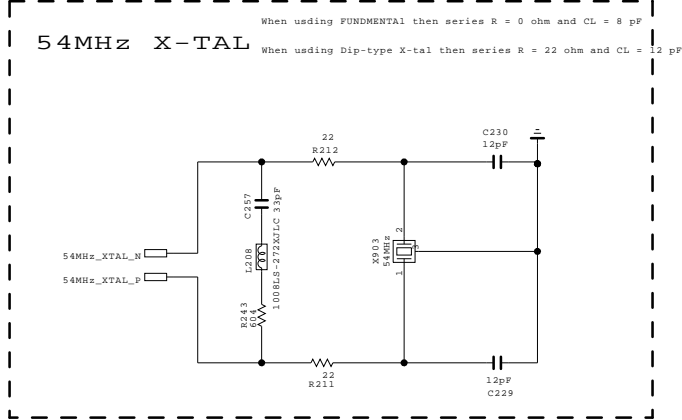 When usding FUNDMENTAl then series R = 0 ohm and CL = 8 pF
54MHz X-TAL
When usding Dip-type X-tal then series R = 22 ohm and CL = 12 pF
C230
12pF
22
R212
C257
33pF
L208
1008LS-272XJLC
R243
604
X903
54MHz
2
3
1
54MHz_XTAL_N
54MHz_XTAL_P
22
R211
12pF
C229